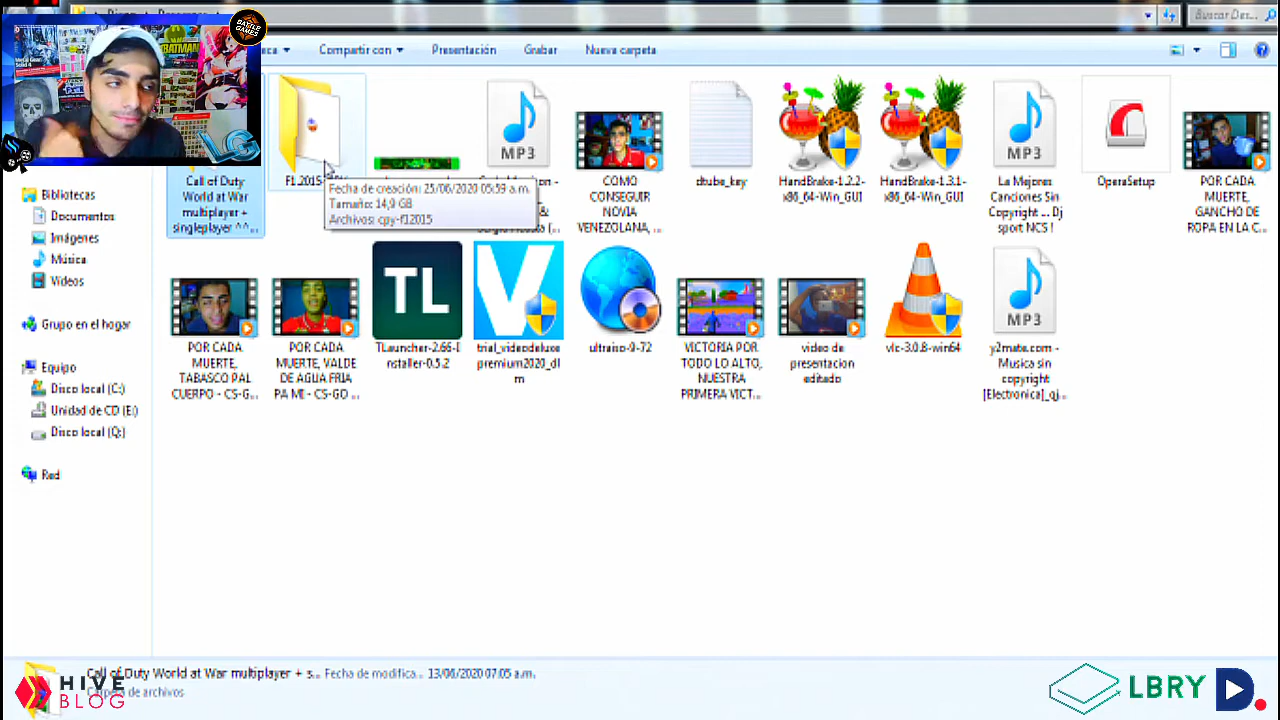 Buscar Des...
Compartir con
Presentación
Grabar
Nueva carpeta
BATTLE
GAMES
LG
Bibliotecas
Documentos
Imágenes
Música
Vídeos
Grupo en el hogar
Equipo
Disco local (C:)
Unidad de CD (E:)
Disco local (Q:)
Red
Call of Duty
World at War
multiplayer +
singleplayer ^^...
F1.2015
Fecha de creación: 25/06/2020 05:59 a.m.
Tamaño: 14,9 GB
Archivos: cpy-f12015
MP3
COMO
CONSEGUIR
NOVIA
VENEZOLANA, ...
dtube_key
HandBrake-1.2.2-
x86_64-Win_GUI
HandBrake-1.3.1-
x86_64-Win_GUI
MP3
La Mejores
Canciones Sin
Copyright ... Dj
sport NCS !
OperaSetup
POR CADA
MUERTE,
GANCHO DE
ROPA EN LA C...
POR CADA
MUERTE,
TABASCO PAL
CUERPO - CS-G...
POR CADA
MUERTE, VALDE
DE AGUA FRIA
PA MI - CS-GO ...
TL
TLauncher-2.66-I
nstaller-0.5.2
trial_videodeluxe
premium2020_dl
m
ultraiso-9-72
VICTORIA POR
TODO LO ALTO,
NUESTRA
PRIMERA VICT...
video de
presentacion
editado
vlc-3.0.8-win64
MP3
y2mate.com -
Musica sin
copyright
[Electronica]_qj...
Call of Duty World at War multiplayer + s...
Fecha de modifica... 13/06/2020 07:05 a.m.
Carpeta de archivos
HIVE
BLOG
LBRY